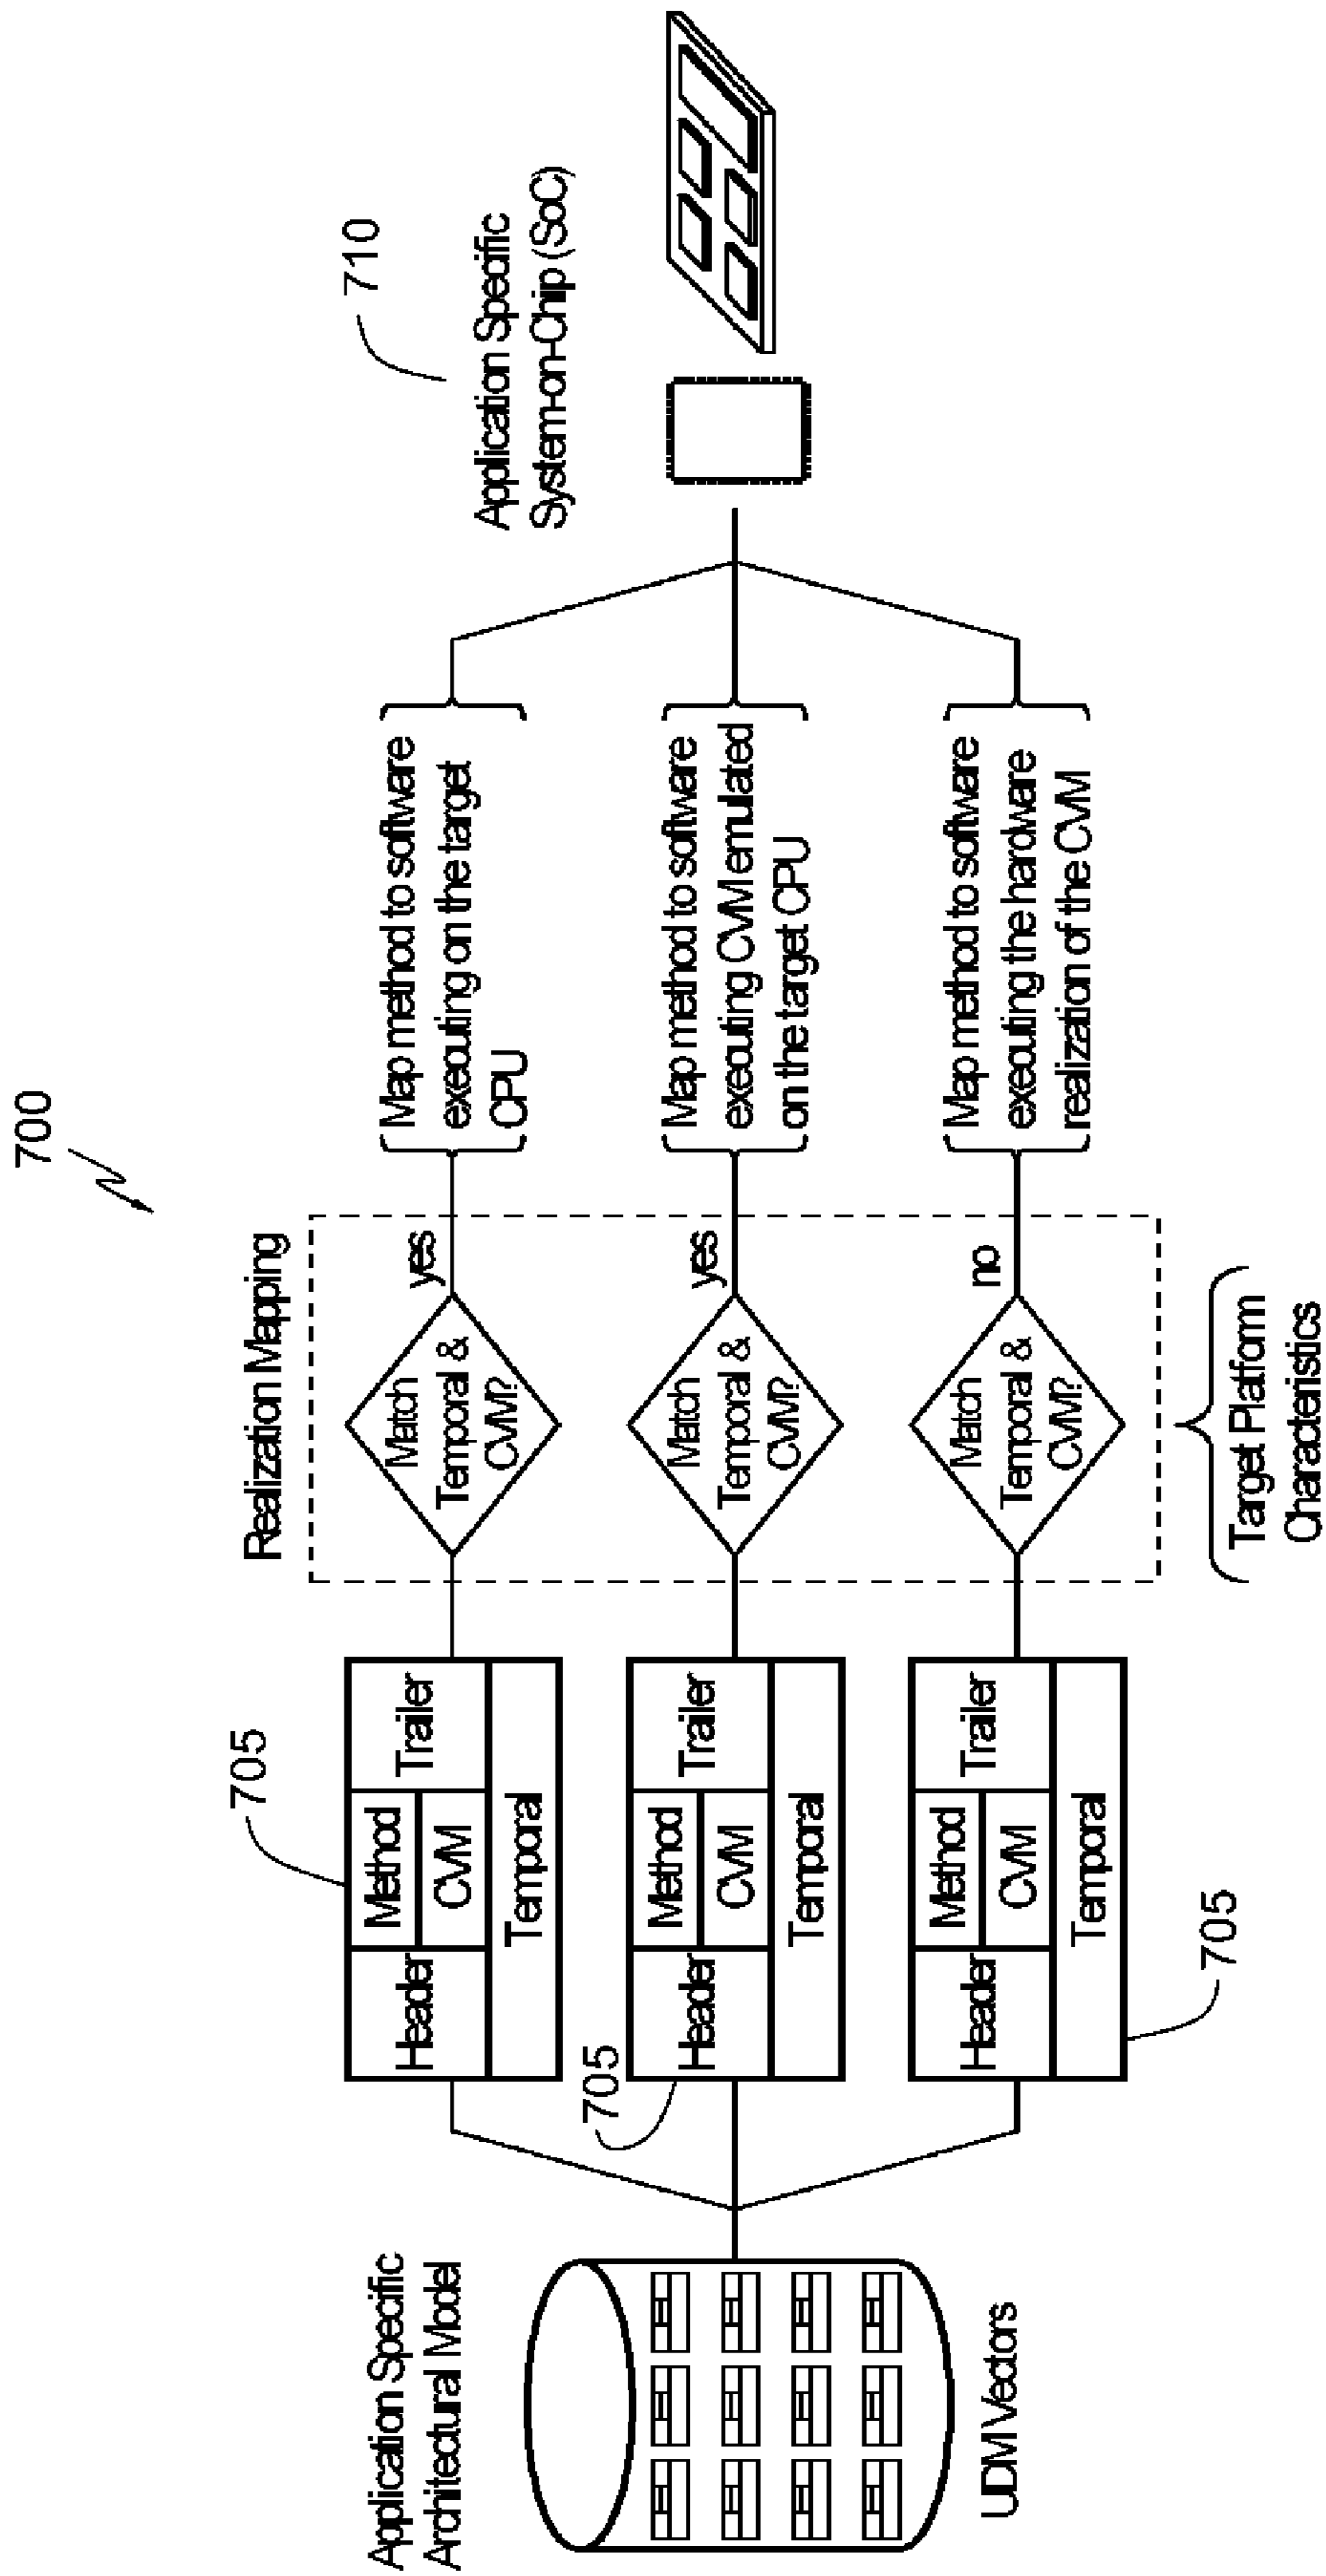 700
Application Specific
Architectural Model
UDM Vectors
705
Header
Method
CVM
Trailer
Temporal
705
Header
Method
CVM
Trailer
Temporal
705
Header
Method
CVM
Trailer
Temporal
Realization Mapping
Match
Temporal &
CVM?
yes
Match
Temporal &
CVM?
yes
Match
Temporal &
CVM?
no
Target Platform
Characteristics
Map method to software
executing on the target
CPU
Map method to software
executing CVM emulated
on the target CPU
Map method to software
executing the hardware
realization of the CVM
710
Application Specific
System-on-Chip (SoC)